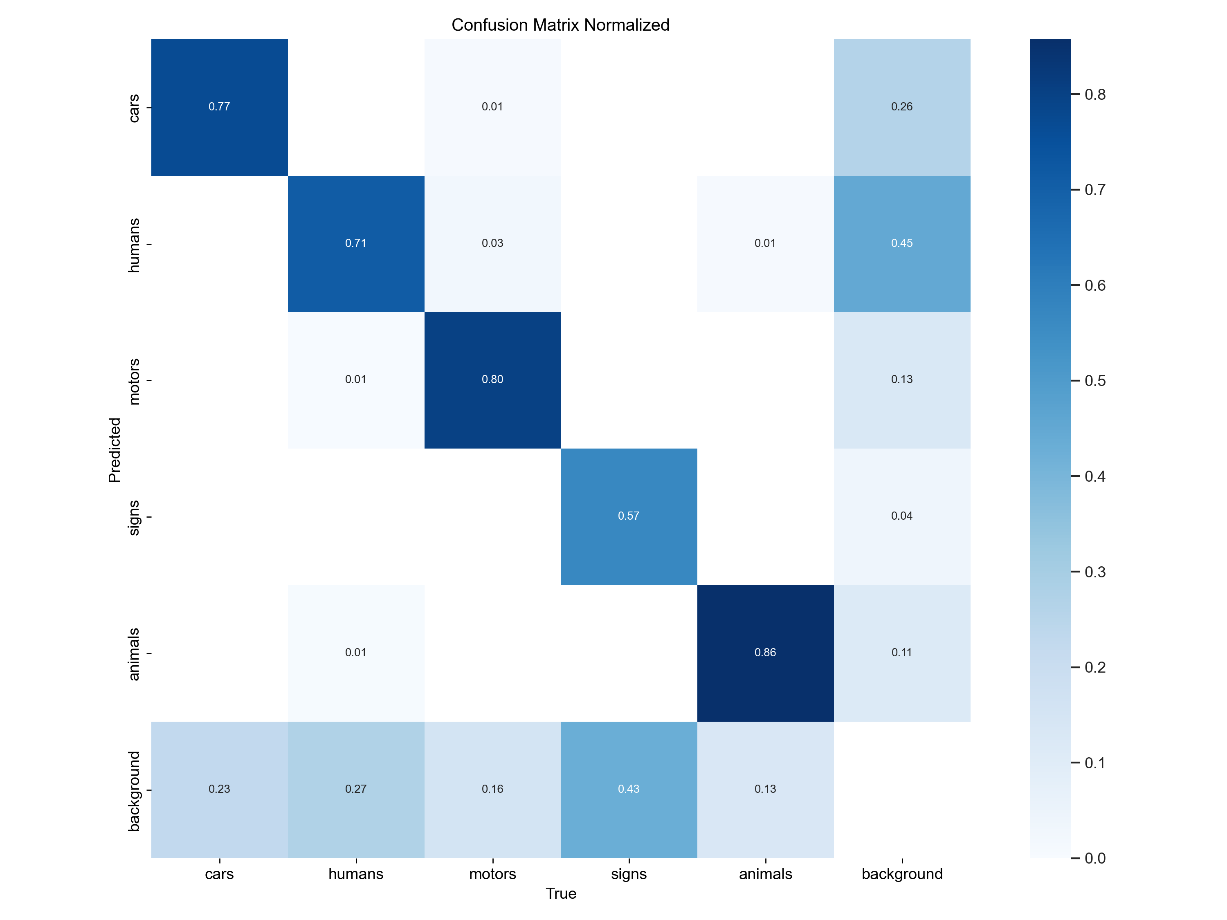 Confusion Matrix Normalized
cars 0.77 0.01 0.26
humans 0.71 0.03 0.01 0.45
motors 0.01 0.80 0.13
signs 0.57 0.04
animals 0.01 0.86 0.11
background 0.23 0.27 0.16 0.43 0.13
Predicted
cars humans motors signs animals background
True
0.8
0.7
0.6
0.5
0.4
0.3
0.2
0.1
0.0